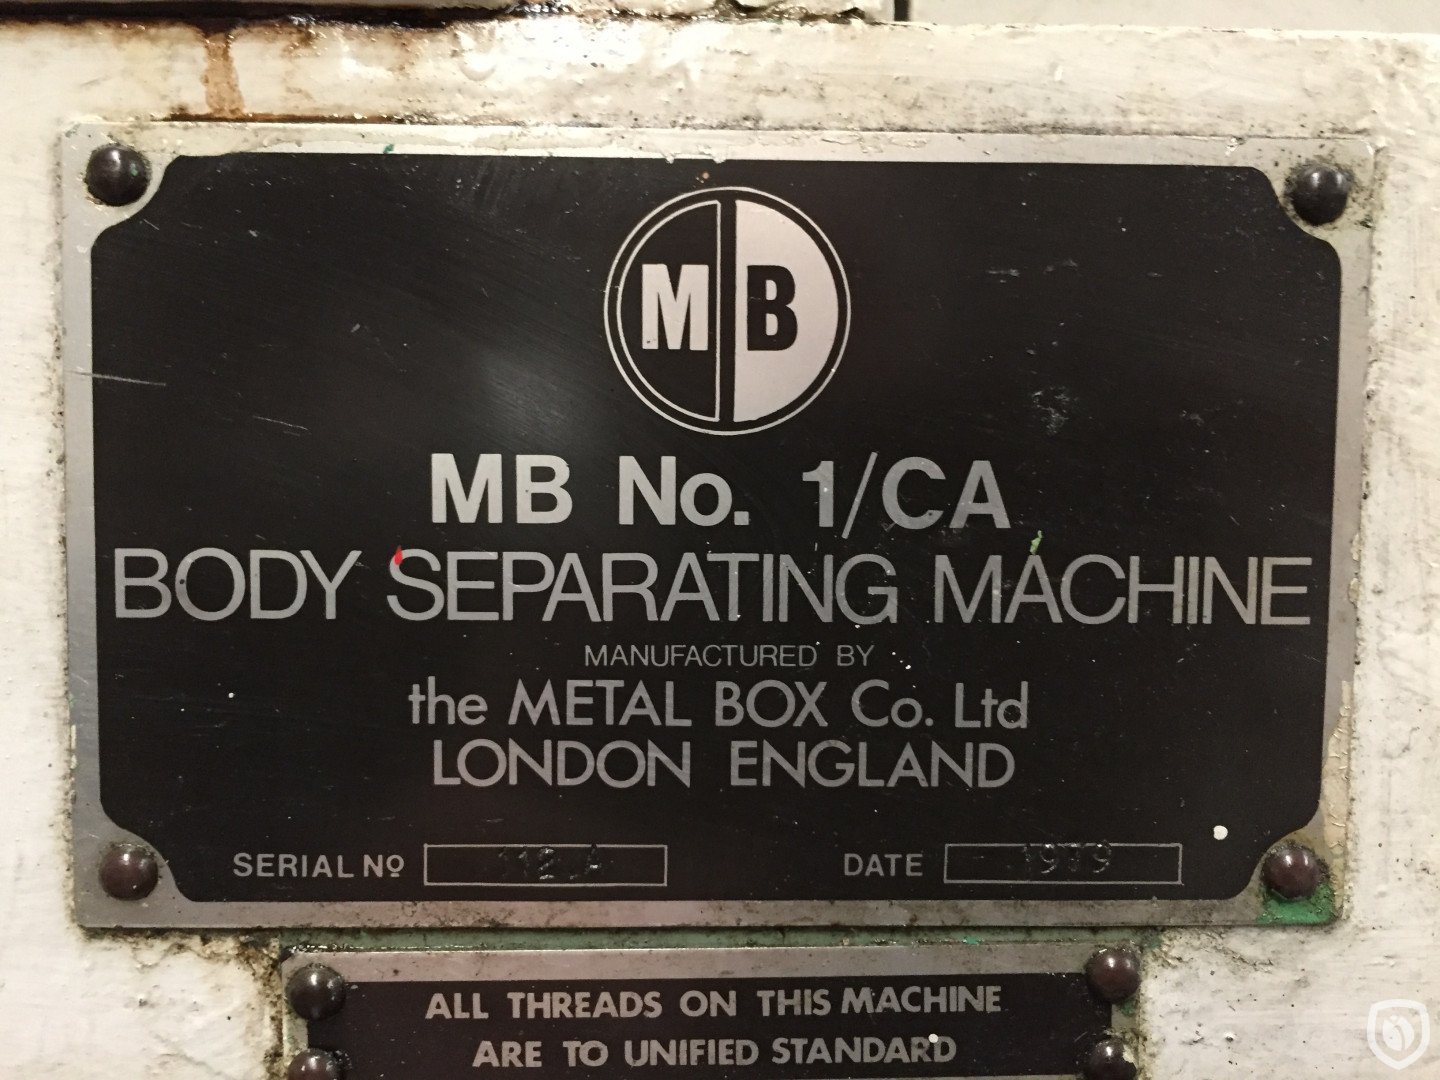 M B
MB No. 1/CA
BODY SEPARATING MACHINE
MANUFACTURED BY
the METAL BOX Co. Ltd
LONDON ENGLAND
SERIAL Nº DATE 1979
ALL THREADS ON THIS MACHINE
ARE TO UNIFIED STANDARD